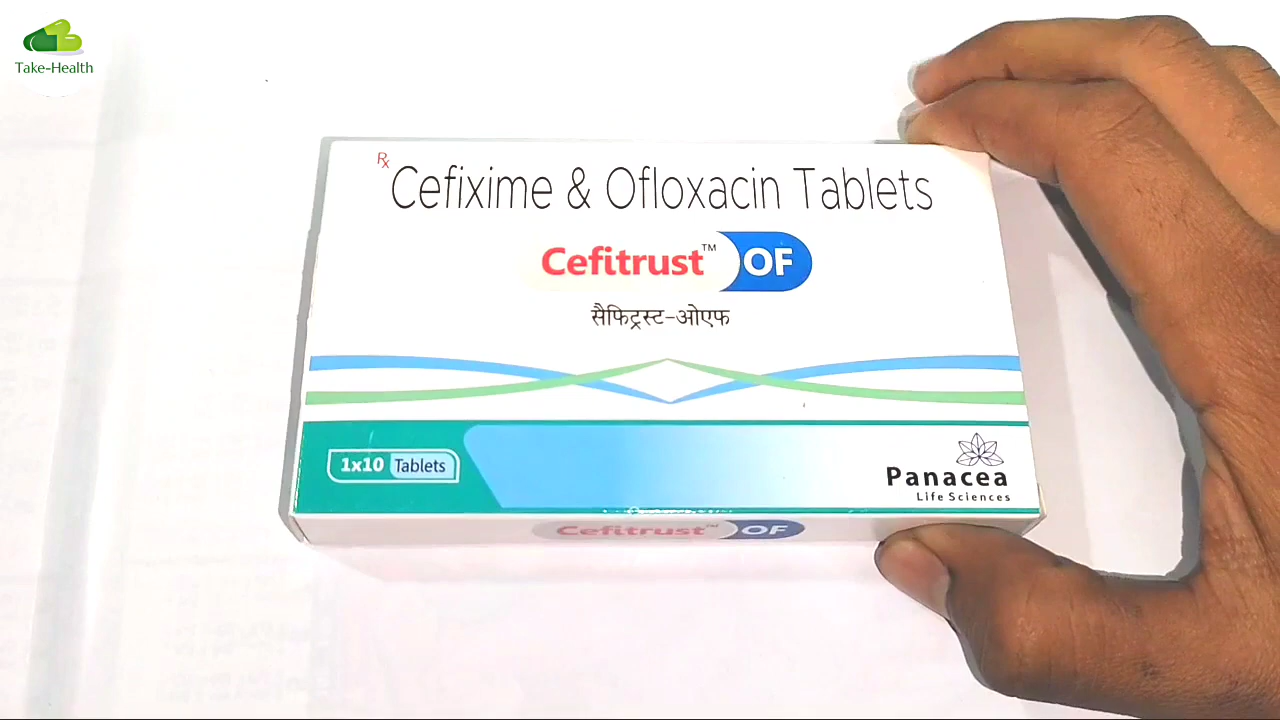 Take-Health
Rx Cefixime & Ofloxacin Tablets
Cefitrust™ OF
सैफिट्रस्ट-ओएफ
1x10 Tablets
Panacea
Life Sciences
Cefitrust™ OF